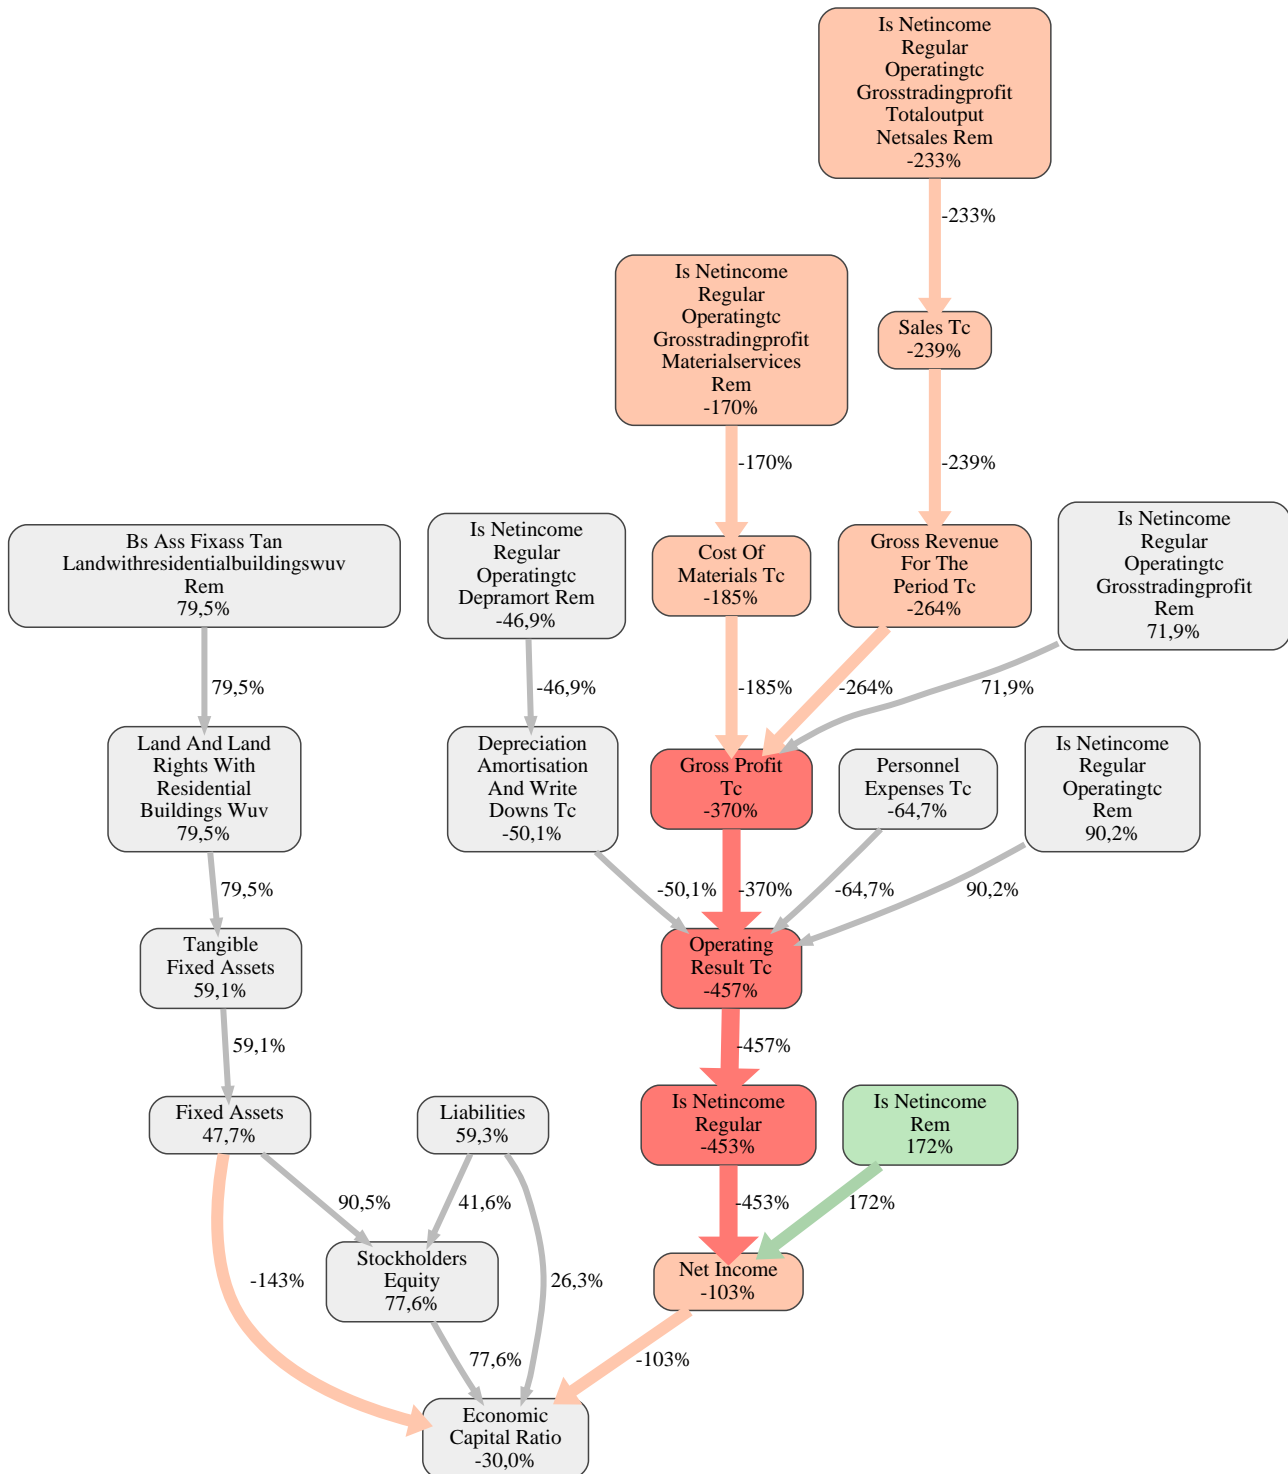 Is Netincome
Regular
Operatingtc
Grosstradingprofit
Totaloutput
Netsales Rem
-233%
-233%
Is Netincome
Regular
Operatingtc
Grosstradingprofit
Materialservices
Rem
-170%
Sales Tc
-239%
-170%
-239%
Bs Ass Fixass Tan
Landwithresidentialbuildingswuv
Rem
79,5%
Is Netincome
Regular
Operatingtc
Depramort Rem
-46,9%
Cost Of
Materials Tc
-185%
Gross Revenue
For The
Period Tc
-264%
Is Netincome
Regular
Operatingtc
Grosstradingprofit
Rem
71,9%
79,5%
-46,9%
-185%
-264%
71,9%
Land And Land
Rights With
Residential
Buildings Wuv
79,5%
Depreciation
Amortisation
And Write
Downs Tc
-50,1%
Gross Profit
Tc
-370%
Personnel
Expenses Tc
-64,7%
Is Netincome
Regular
Operatingtc
Rem
90,2%
79,5%
-50,1%
-370%
-64,7%
90,2%
Tangible
Fixed Assets
59,1%
Operating
Result Tc
-457%
59,1%
-457%
Fixed Assets
47,7%
Liabilities
59,3%
Is Netincome
Regular
-453%
Is Netincome
Rem
172%
90,5%
41,6%
-453%
172%
Stockholders
Equity
77,6%
Net Income
-103%
-143%
26,3%
77,6%
-103%
Economic
Capital Ratio
-30,0%